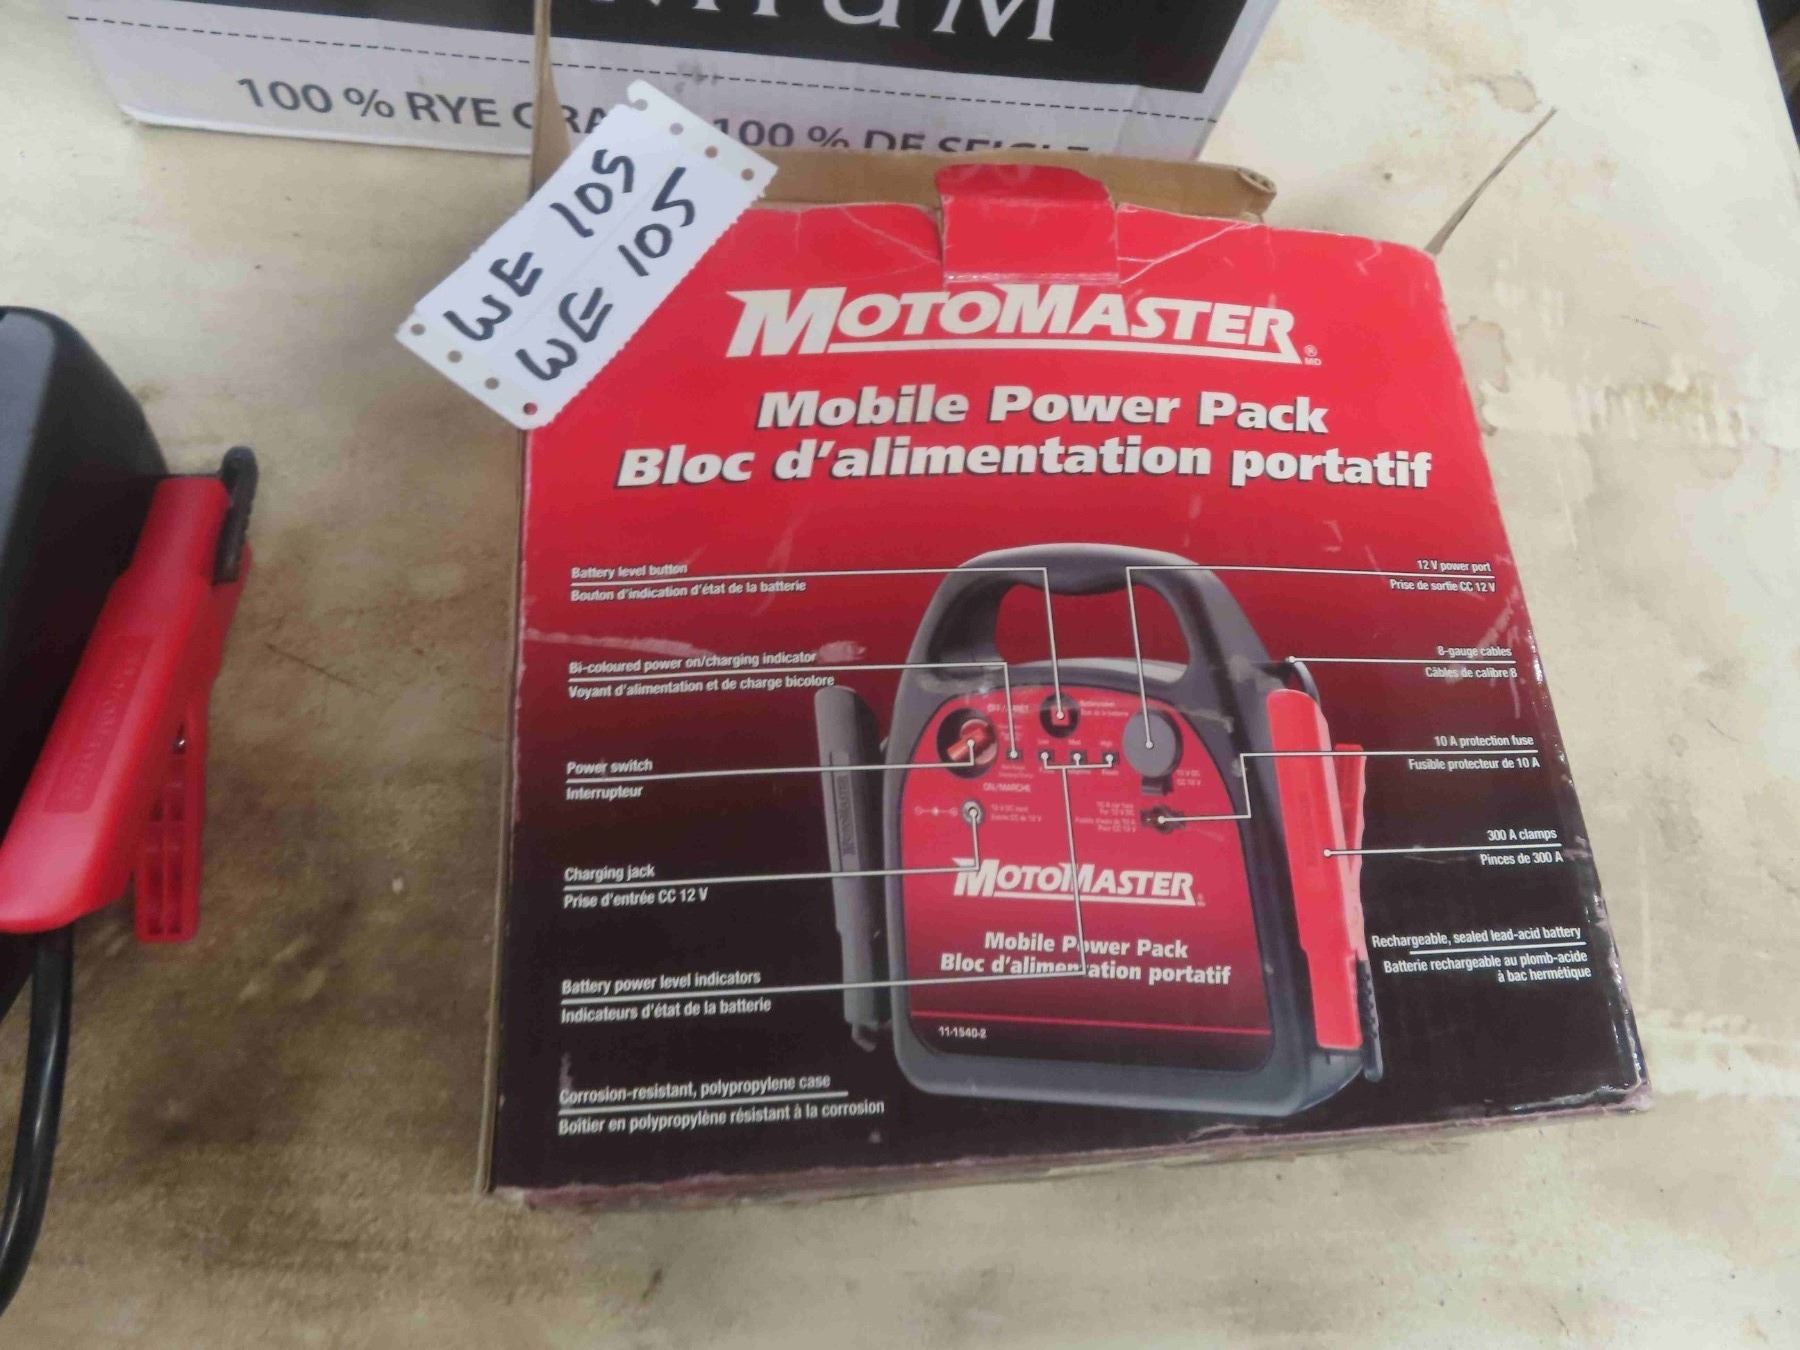 100 % RYE
100 % DE
WE 105
WE 105
MOTOMASTER ® MD
Mobile Power Pack
Bloc d'alimentation portatif
Battery level button
Bouton d'indication d'état de la batterie
Bi-coloured power on/charging indicator
Voyant d'alimentation et de charge bicolore
Power switch
Interrupteur
Charging jack
Prise d'entrée CC 12 V
Battery power level indicators
Indicateurs d'état de la batterie
Corrosion-resistant, polypropylene case
Boîtier en polypropylène résistant à la corrosion
12 V power port
Prise de sortie CC 12 V
8-gauge cables
Câbles de calibre 8
10 A protection fuse
Fusible protecteur de 10 A
300 A clamps
Pinces de 300 A
Rechargeable, sealed lead-acid battery
Batterie rechargeable au plomb-acide
à bac hermétique
ON/MARCHE
MOTOMASTER
Mobile Power Pack
Bloc d'alimentation portatif
11-1540-2